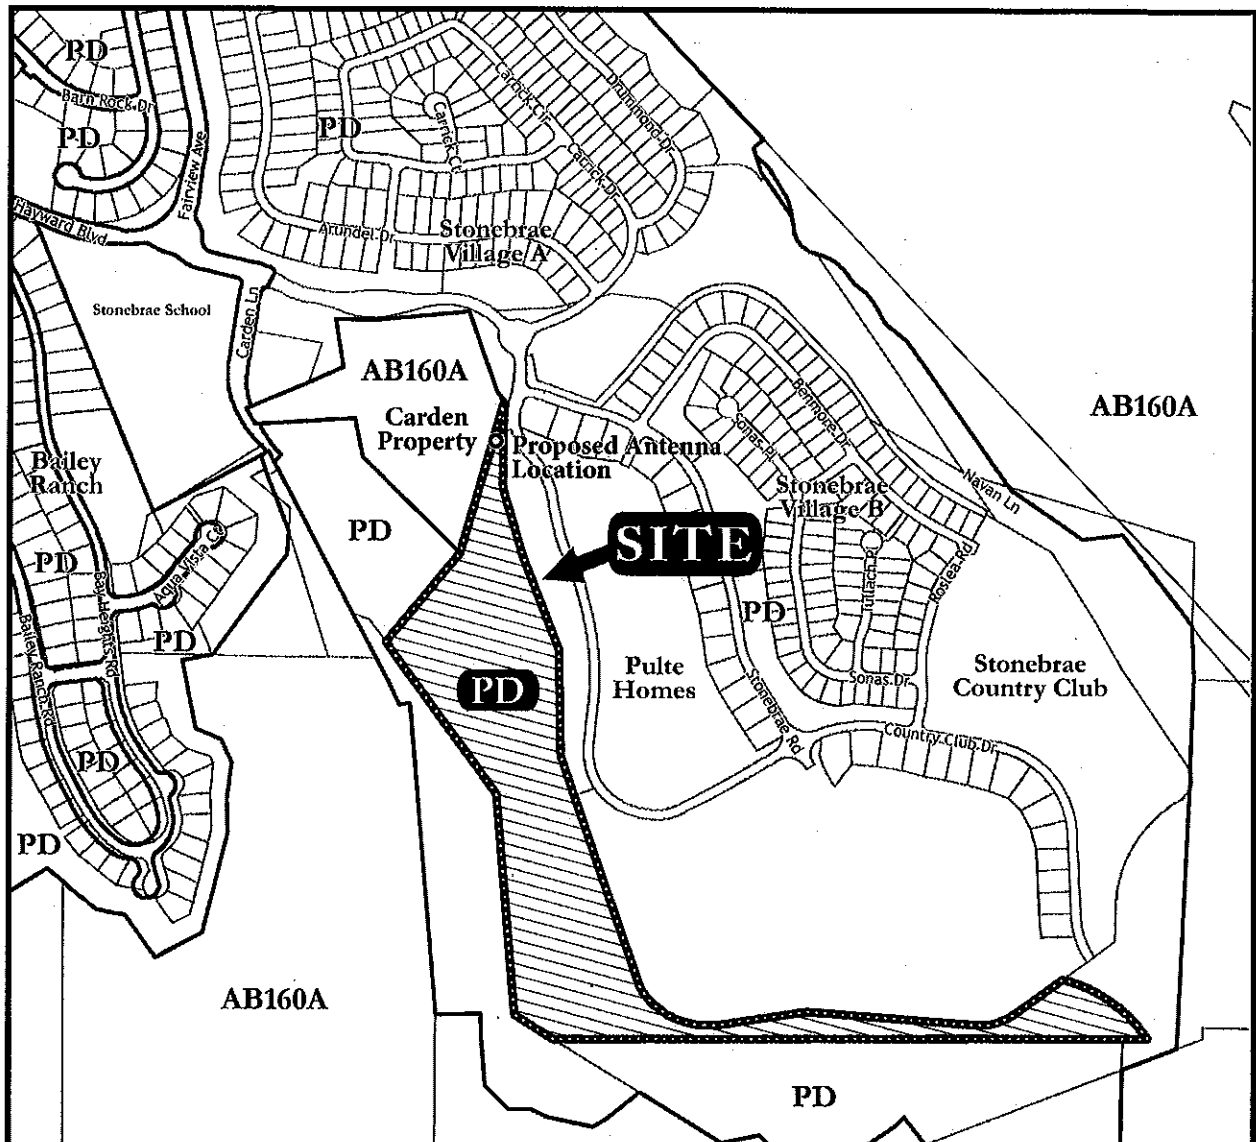 PD
Barn Rock Dr
PD
Hayward Blvd
Fairview Ave
PD
Carrick Cir
Drummond Dr
Carrick Ct
Carrick Dr
Arundel Dr
Stonebrae
Village A
Stonebrae School
Carden Ln
AB160A
Carden
Property
Proposed Antenna
Location
AB160A
Benmore Dr
Sonas Pl
Navan Ln
Stonebrae
Village B
Bailey
Ranch
PD
SITE
Tullach Pl
Roslea Rd
PD
Aqua Vista Ct
Bay Heights Rd
Bailey Ranch Rd
PD
PD
PD
Pulte
Homes
Stonebrae
Country Club
Sonas Dr
Stonebrae Rd
Country Club Dr
PD
PD
AB160A
PD